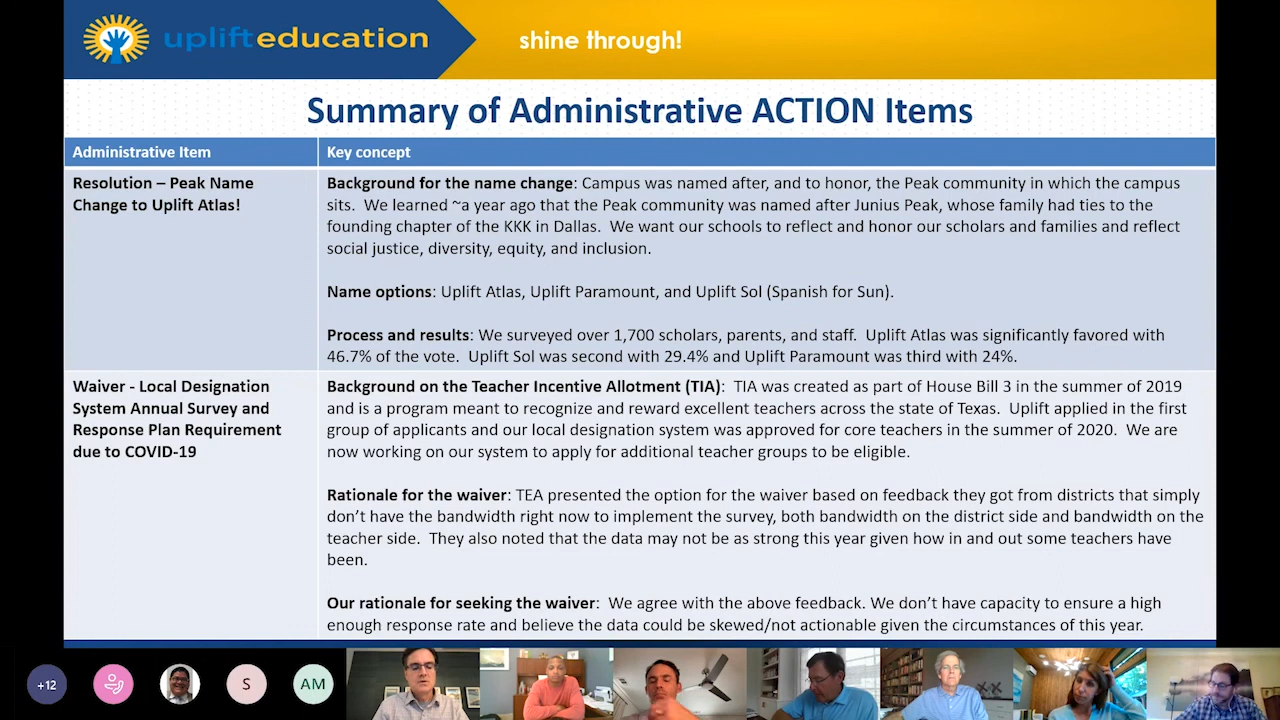 uplifteducation
shine through!
Summary of Administrative ACTION Items
Administrative Item
Key concept
Resolution – Peak Name
Change to Uplift Atlas!
Background for the name change: Campus was named after, and to honor, the Peak community in which the campus
sits. We learned ~a year ago that the Peak community was named after Junius Peak, whose family had ties to the
founding chapter of the KKK in Dallas. We want our schools to reflect and honor our scholars and families and reflect
social justice, diversity, equity, and inclusion.
Name options: Uplift Atlas, Uplift Paramount, and Uplift Sol (Spanish for Sun).
Process and results: We surveyed over 1,700 scholars, parents, and staff. Uplift Atlas was significantly favored with
46.7% of the vote. Uplift Sol was second with 29.4% and Uplift Paramount was third with 24%.
Waiver - Local Designation
System Annual Survey and
Response Plan Requirement
due to COVID-19
Background on the Teacher Incentive Allotment (TIA): TIA was created as part of House Bill 3 in the summer of 2019
and is a program meant to recognize and reward excellent teachers across the state of Texas. Uplift applied in the first
group of applicants and our local designation system was approved for core teachers in the summer of 2020. We are
now working on our system to apply for additional teacher groups to be eligible.
Rationale for the waiver: TEA presented the option for the waiver based on feedback they got from districts that simply
don't have the bandwidth right now to implement the survey, both bandwidth on the district side and bandwidth on the
teacher side. They also noted that the data may not be as strong this year given how in and out some teachers have
been.
Our rationale for seeking the waiver: We agree with the above feedback. We don't have capacity to ensure a high
enough response rate and believe the data could be skewed/not actionable given the circumstances of this year.
+12
S
AM